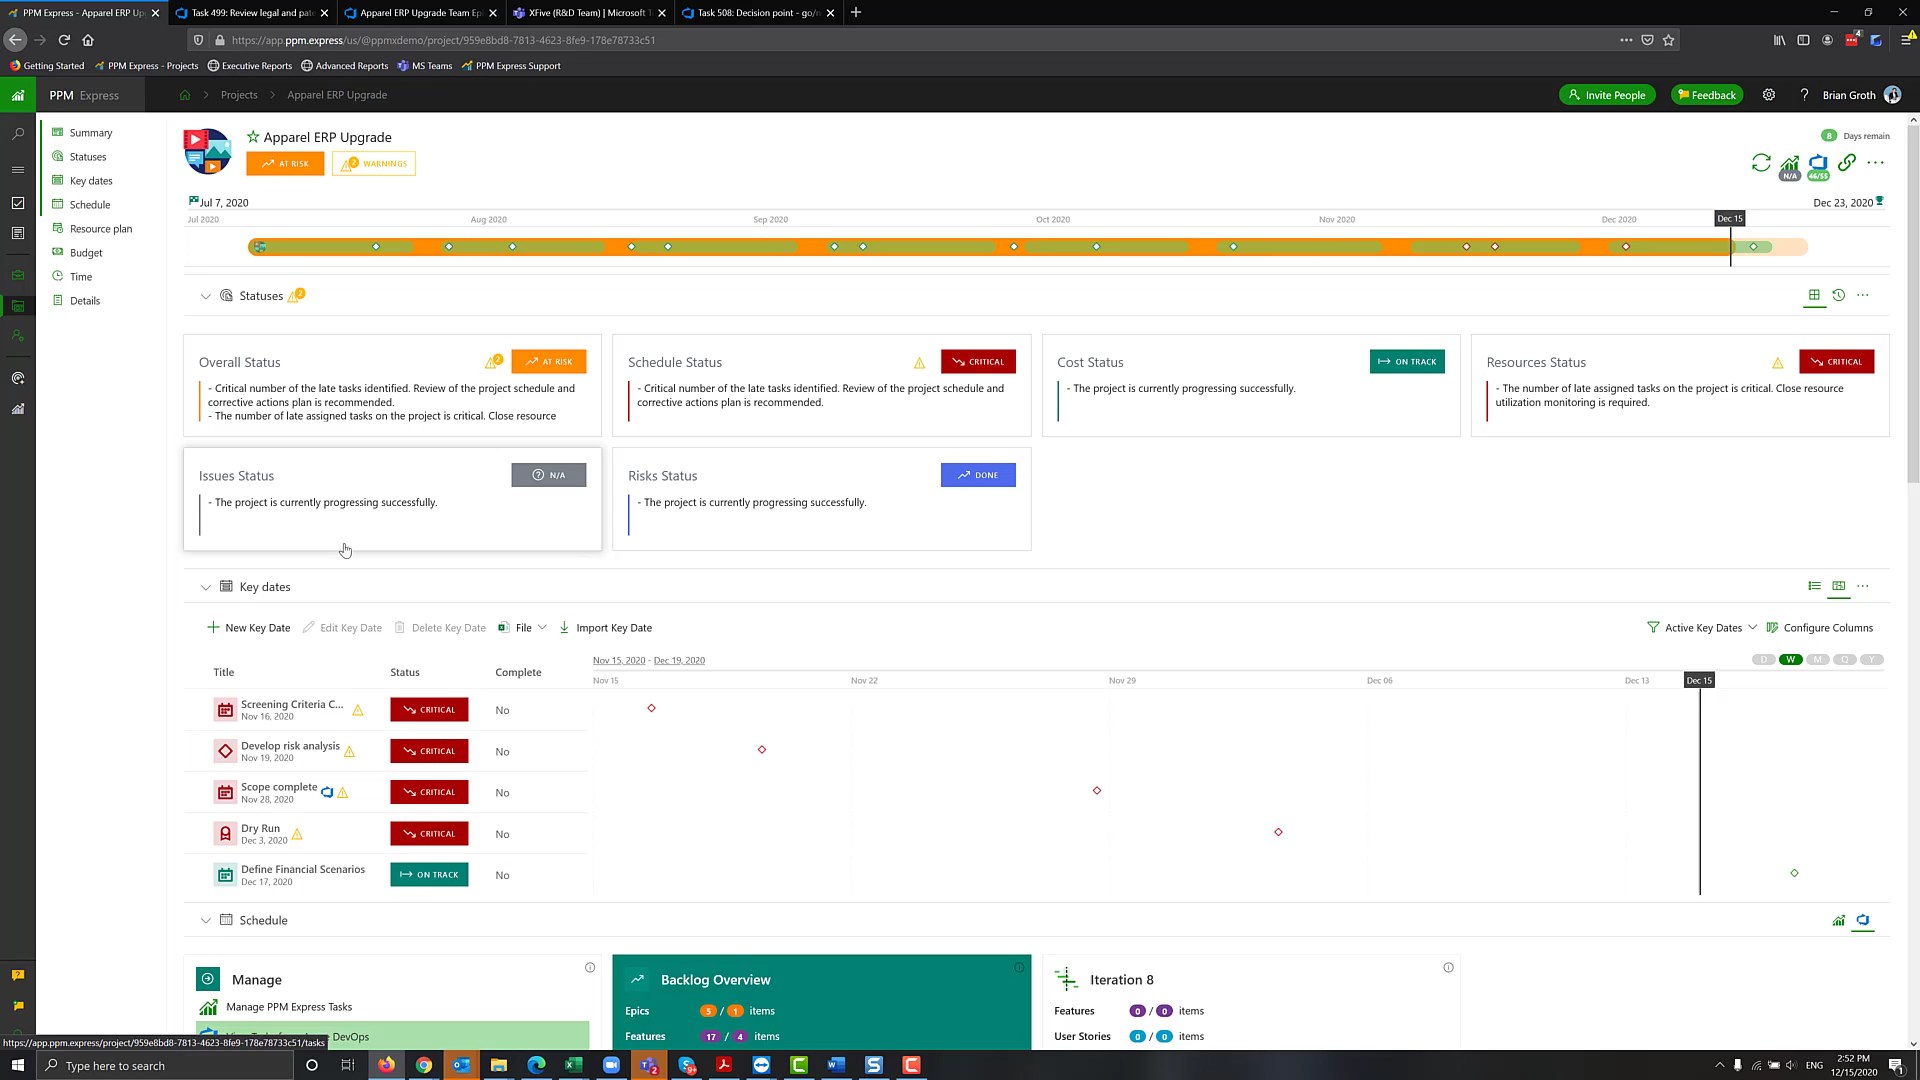 PPM Express - Apparel ERP Up
Task 499: Review legal and pat
Apparel ERP Upgrade Team Epi
XFive (R&D Team) | Microsoft T
Task 508: Decision point - go/n
https://app.ppm.express/us/@ppmxdemo/project/959e8bd8-7813-4623-8fe9-178e78733c51
4
Getting Started
PPM Express - Projects
Executive Reports
Advanced Reports
MS Teams
PPM Express Support
PPM Express
Projects
Apparel ERP Upgrade
Invite People
Feedback
Brian Groth
Summary
Statuses
Key dates
Schedule
Resource plan
Budget
Time
Details
Apparel ERP Upgrade
AT RISK
2 WARNINGS
8 Days remain
N/A
46/55
Jul 7, 2020
Dec 23, 2020
Jul 2020
Aug 2020
Sep 2020
Oct 2020
Nov 2020
Dec 2020
Dec 15
Statuses 2
Overall Status
2
AT RISK
- Critical number of the late tasks identified. Review of the project schedule and
corrective actions plan is recommended.
- The number of late assigned tasks on the project is critical. Close resource
Schedule Status
CRITICAL
- Critical number of the late tasks identified. Review of the project schedule and
corrective actions plan is recommended.
Cost Status
ON TRACK
- The project is currently progressing successfully.
Resources Status
CRITICAL
- The number of late assigned tasks on the project is critical. Close resource
utilization monitoring is required.
Issues Status
N/A
- The project is currently progressing successfully.
Risks Status
DONE
- The project is currently progressing successfully.
Key dates
New Key Date
Edit Key Date
Delete Key Date
File
Import Key Date
Active Key Dates
Configure Columns
Nov 15, 2020 - Dec 19, 2020
D W M Q Y
Title
Status
Complete
Nov 15
Nov 22
Nov 29
Dec 06
Dec 13
Dec 15
Screening Criteria C...
Nov 16, 2020
CRITICAL
No
Develop risk analysis
Nov 19, 2020
CRITICAL
No
Scope complete
Nov 28, 2020
CRITICAL
No
Dry Run
Dec 3, 2020
CRITICAL
No
Define Financial Scenarios
Dec 17, 2020
ON TRACK
No
Schedule
Manage
Manage PPM Express Tasks
DevOps
Backlog Overview
Epics 5 / 1 items
Features 17 / 4 items
Iteration 8
Features 0 / 0 items
User Stories 0 / 0 items
https://app.ppm.express/project/959e8bd8-7813-4623-8fe9-178e78733c51/tasks
Type here to search
ENG
2:52 PM
12/15/2020